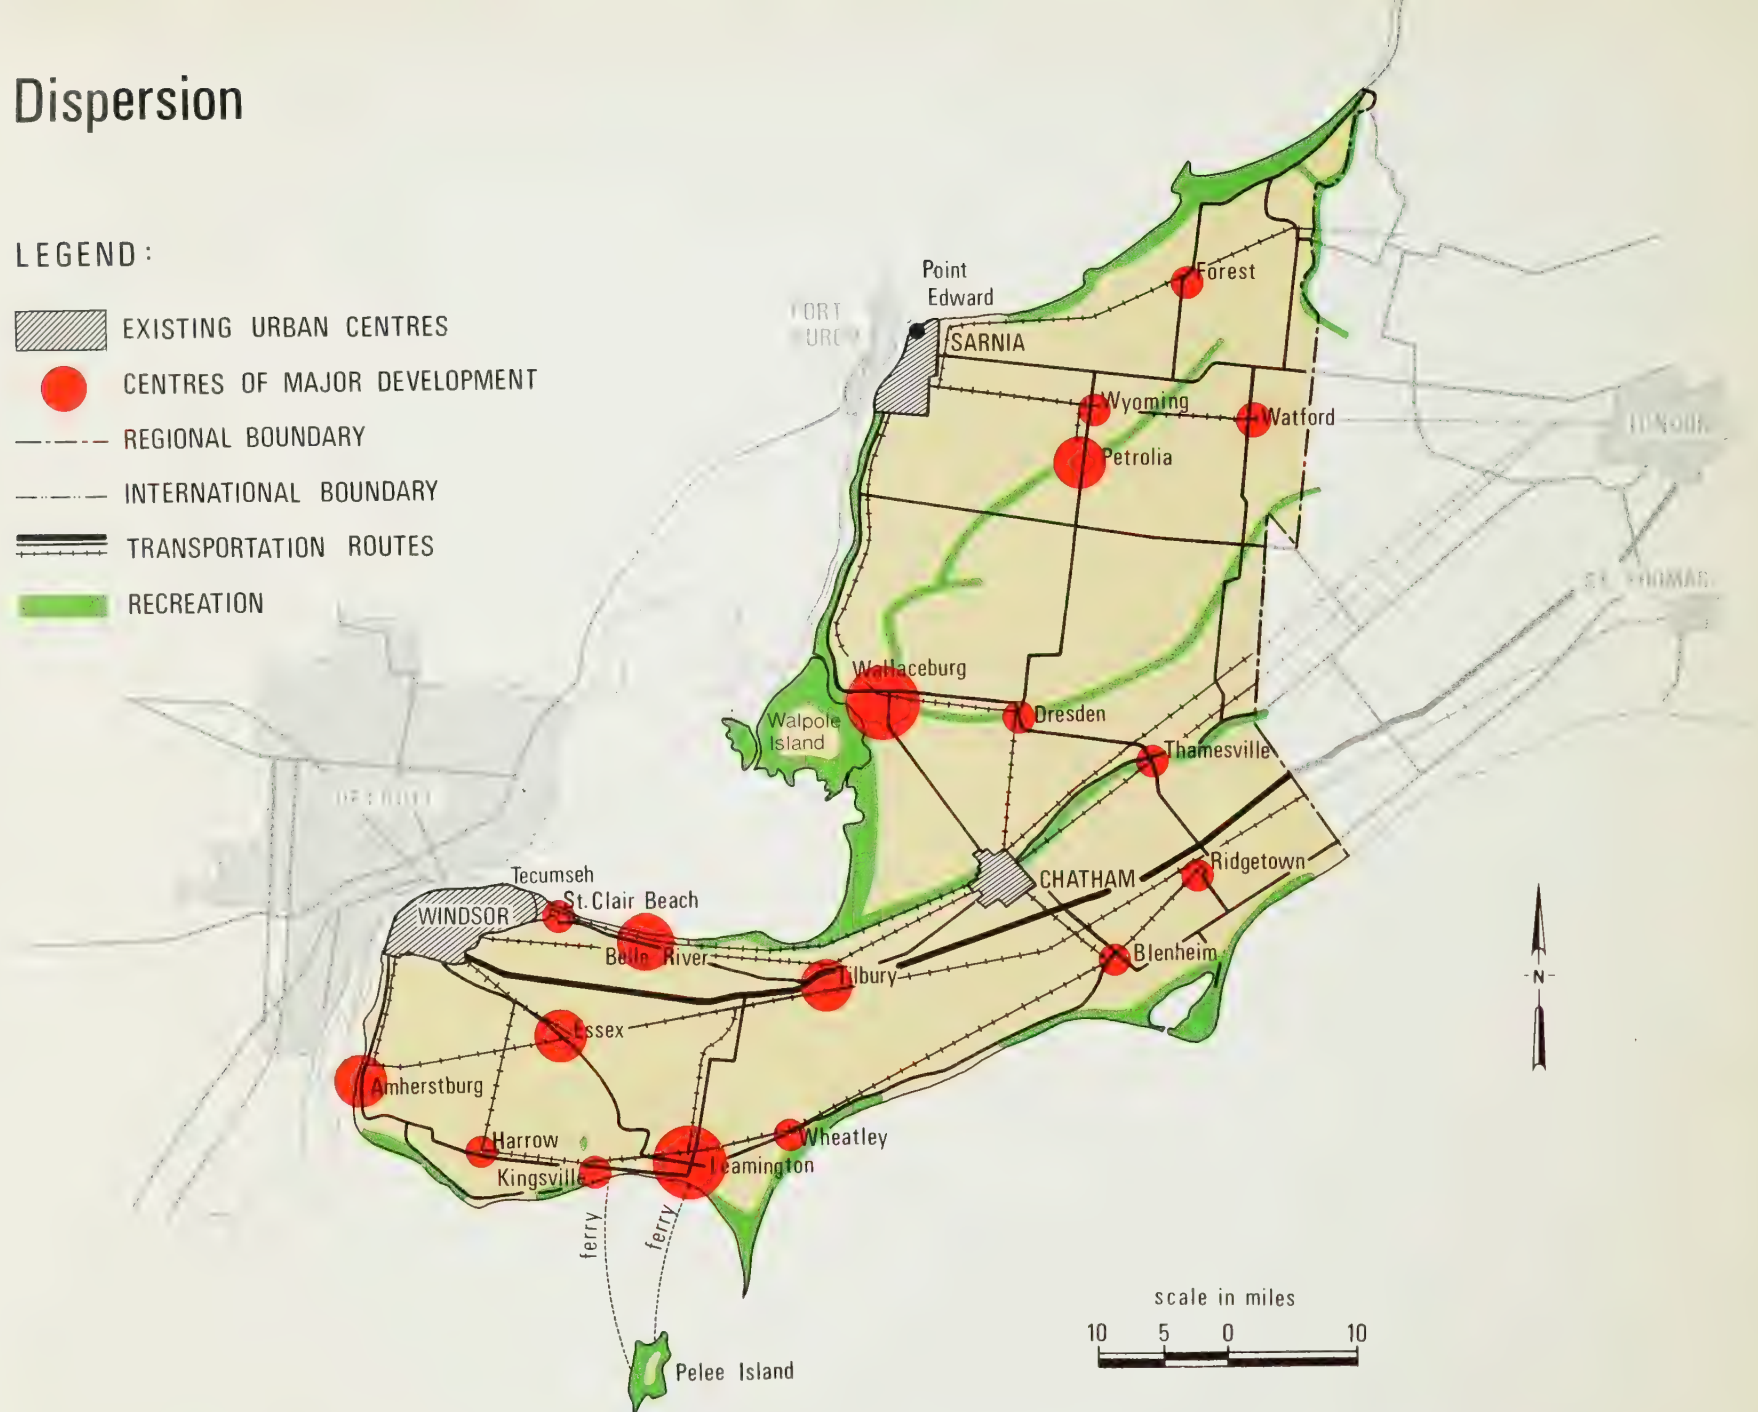 Dispersion
LEGEND:
EXISTING URBAN CENTRES
CENTRES OF MAJOR DEVELOPMENT
REGIONAL BOUNDARY
INTERNATIONAL BOUNDARY
TRANSPORTATION ROUTES
RECREATION
Point
Edward
SARNIA
Forest
Wyoming
Watford
Petrolia
Wallaceburg
Walpole
Island
Dresden
Thamesville
DETROIT
CHATHAM
Ridgetown
Tecumseh
St. Clair Beach
WINDSOR
Belle River
Tilbury
Blenheim
Essex
Amherstburg
Harrow
Kingsville
Leamington
Wheatley
ferry
ferry
Pelee Island
N
scale in miles
10 5 0 10